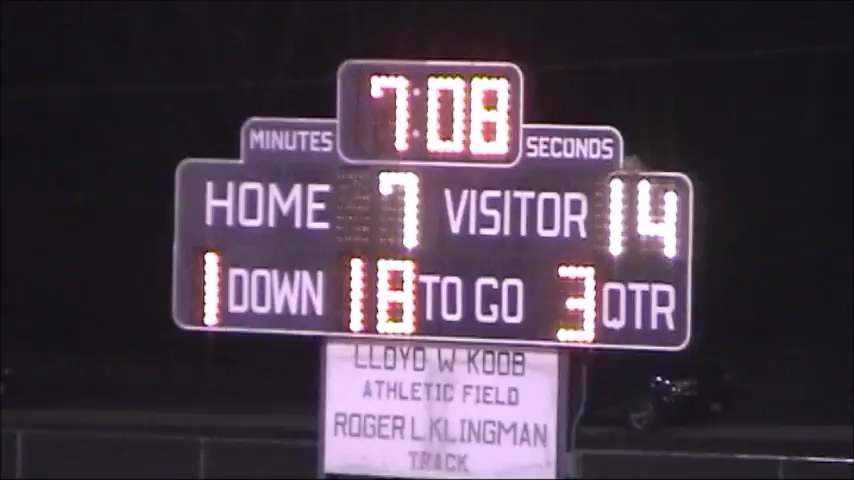 7:08
MINUTES SECONDS
HOME 7 VISITOR 14
1 DOWN 18 TO GO 3 QTR
LLOYD W KOOB
ATHLETIC FIELD
ROGER L KLINGMAN
TRACK